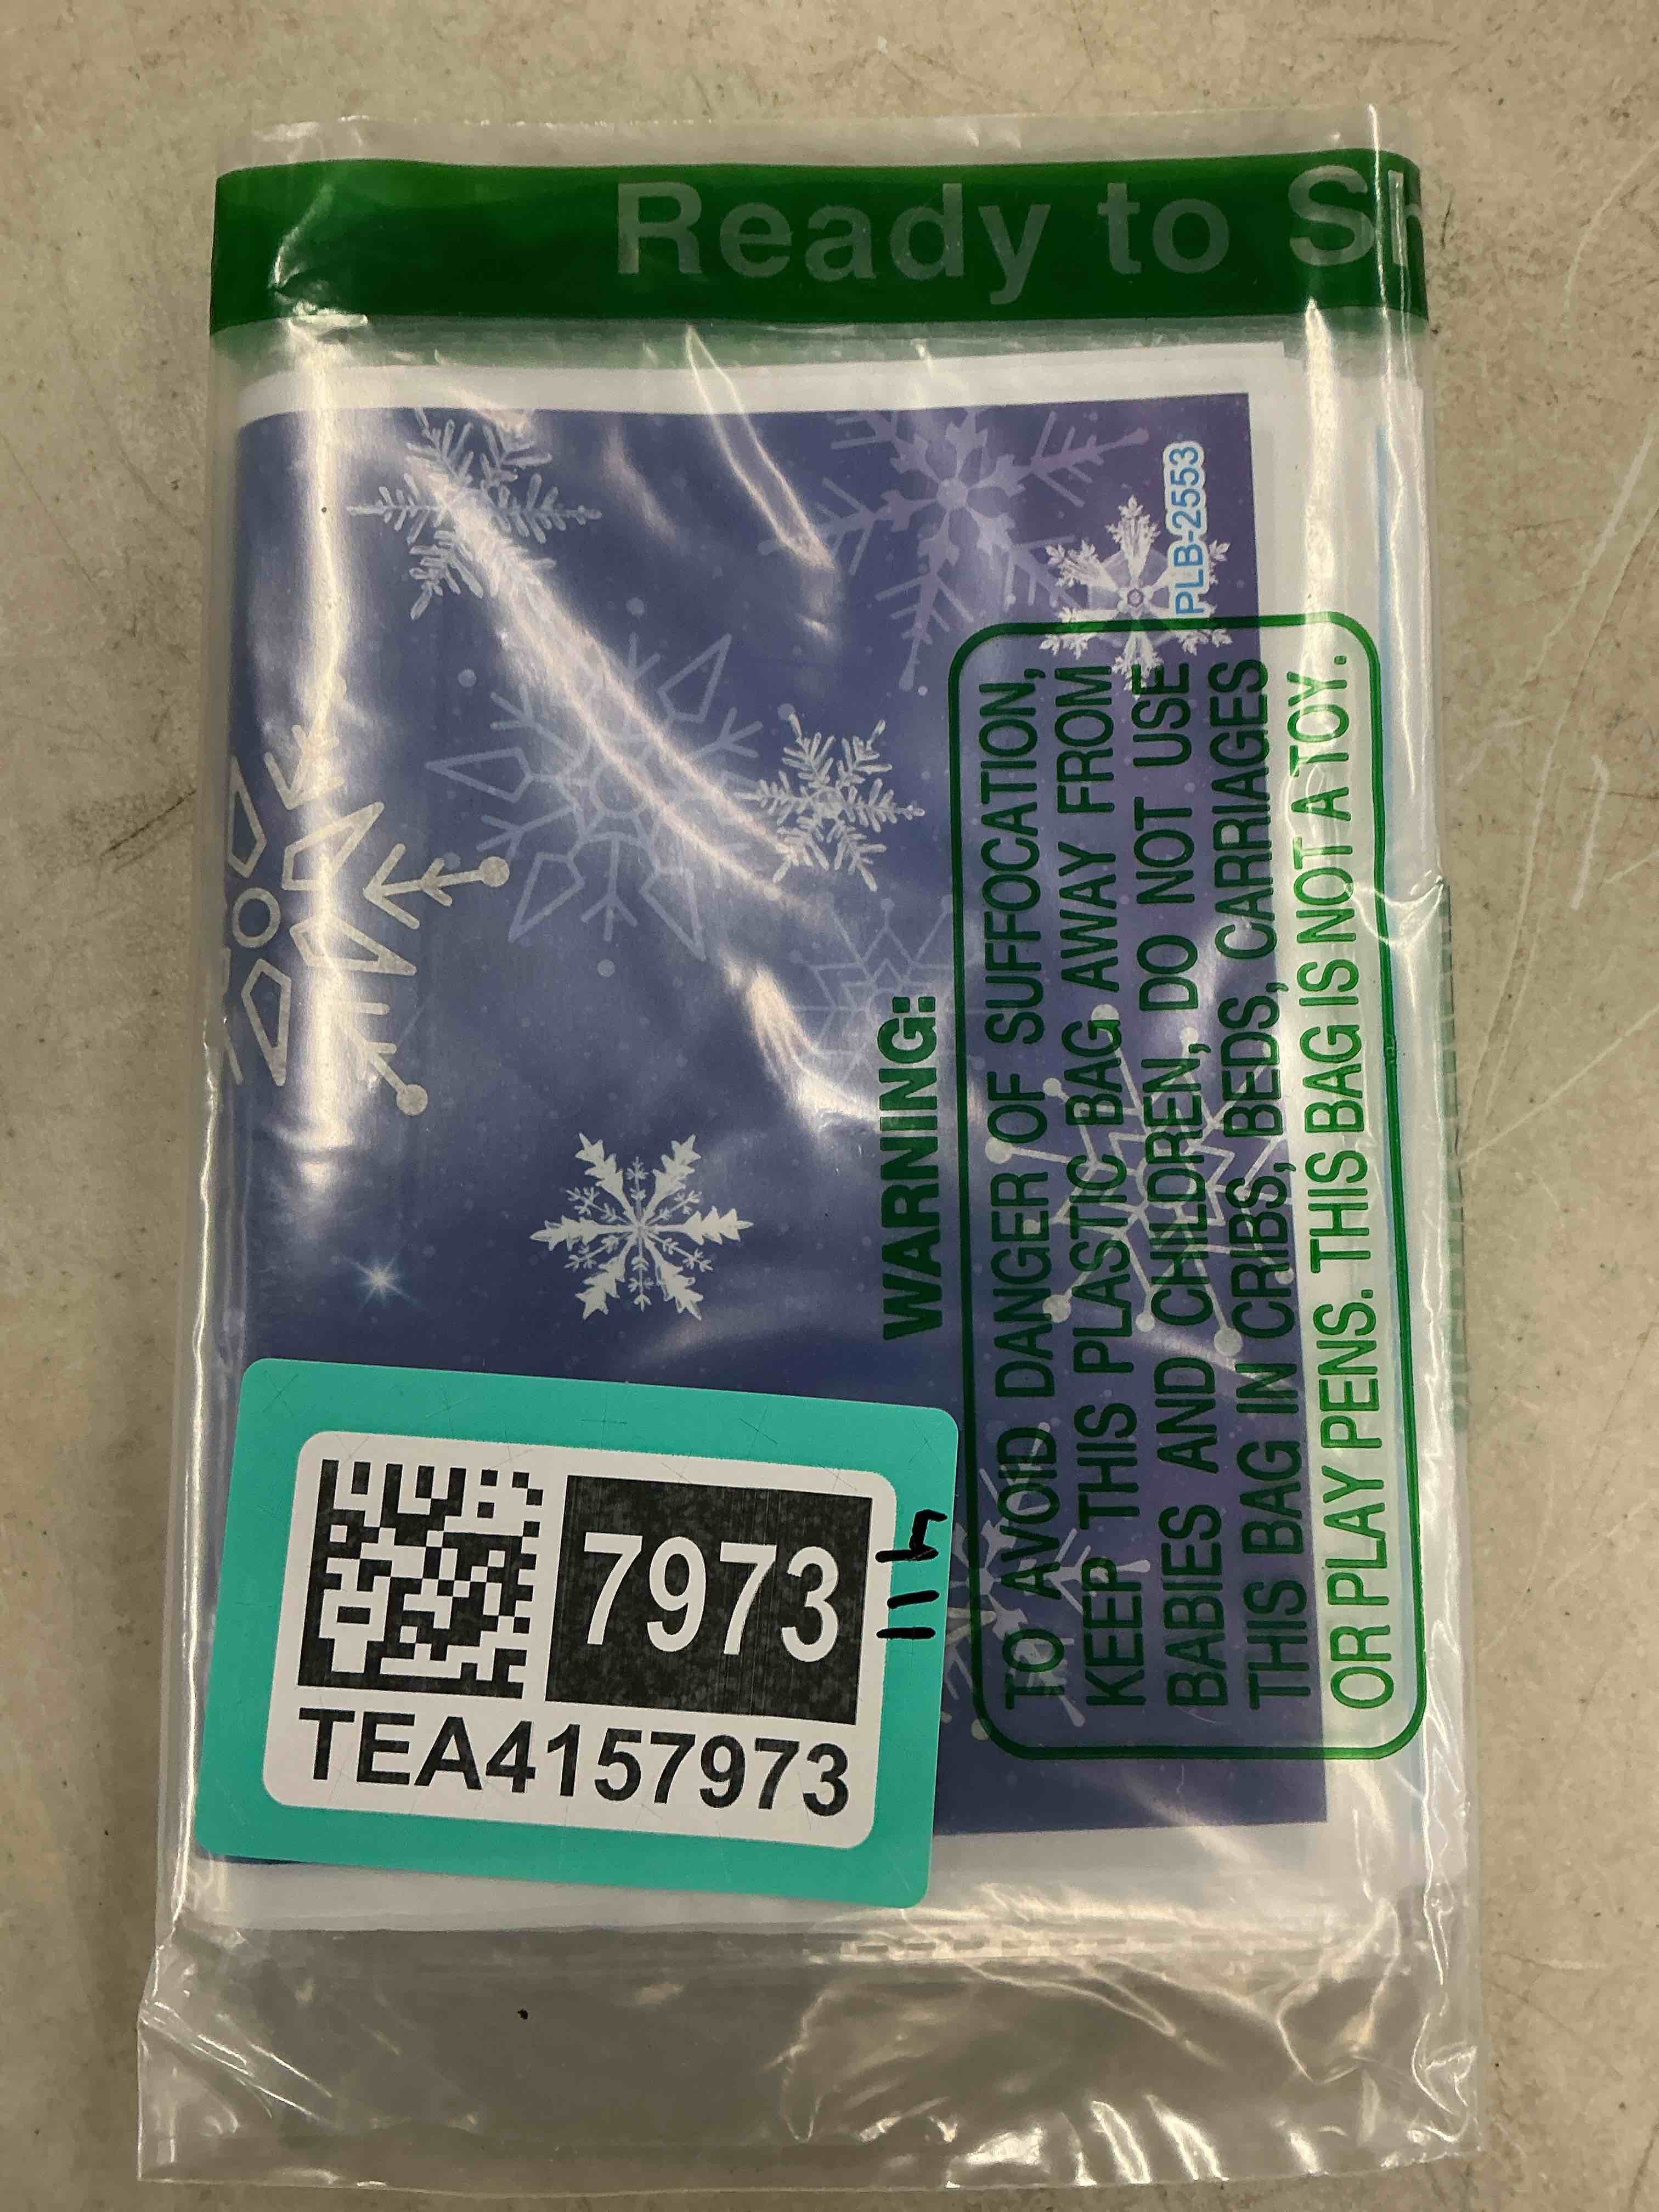 Ready to
PLB-2553
WARNING:
TO AVOID DANGER OF SUFFOCATION,
KEEP THIS PLASTIC BAG AWAY FROM
BABIES AND CHILDREN, DO NOT USE
THIS BAG IN CRIBS, BEDS, CARRIAGES
OR PLAY PENS. THIS BAG IS NOT A TOY.
7973
TEA4157973